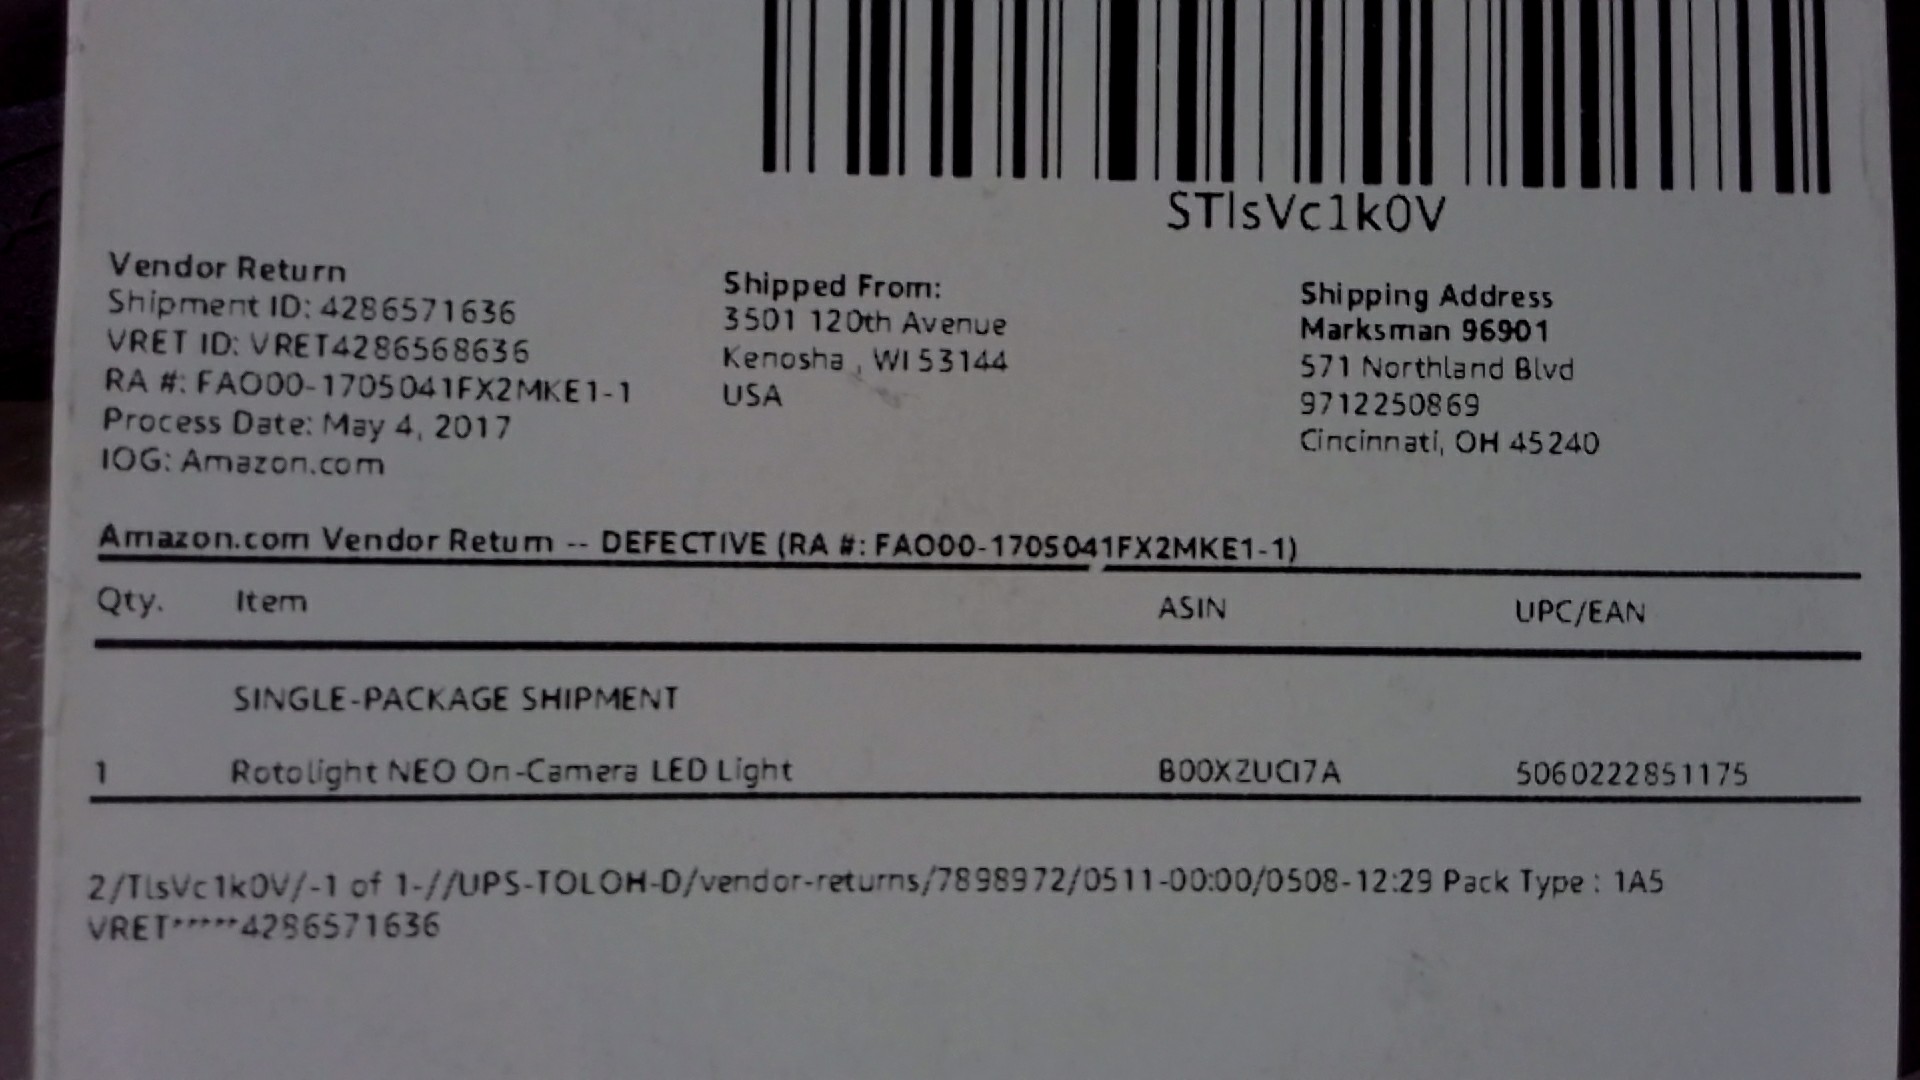 STlsVc1k0V
Vendor Return
Shipment ID: 4286571636
VRET ID: VRET4286568636
RA #: FAO00-1705041FX2MKE1-1
Process Date: May 4, 2017
IOG: Amazon.com
Shipped From:
3501 120th Avenue
Kenosha , WI 53144
USA
Shipping Address
Marksman 96901
571 Northland Blvd
9712250869
Cincinnati, OH 45240
Amazon.com Vendor Return -- DEFECTIVE (RA #: FAO00-1705041FX2MKE1-1)
Qty. Item ASIN UPC/EAN
SINGLE-PACKAGE SHIPMENT
1 Rotolight NEO On-Camera LED Light B00XZUCI7A 5060222851175
2/TlsVc1k0V/-1 of 1-//UPS-TOLOH-D/vendor-returns/7898972/0511-00:00/0508-12:29 Pack Type : 1A5
VRET*****4286571636